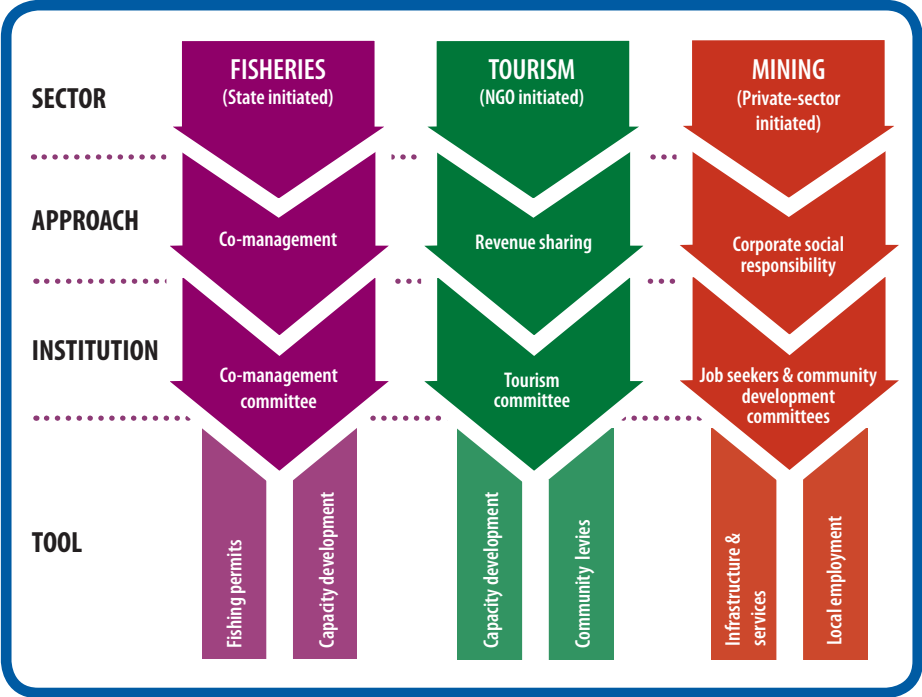 SECTOR
FISHERIES
(State initiated)
TOURISM
(NGO initiated)
MINING
(Private-sector
initiated)
APPROACH
Co-management
Revenue sharing
Corporate social
responsibility
INSTITUTION
Co-management
committee
Tourism
committee
Job seekers & community
development
committees
TOOL
Fishing permits
Capacity development
Capacity development
Community levies
Infrastructure &
services
Local employment